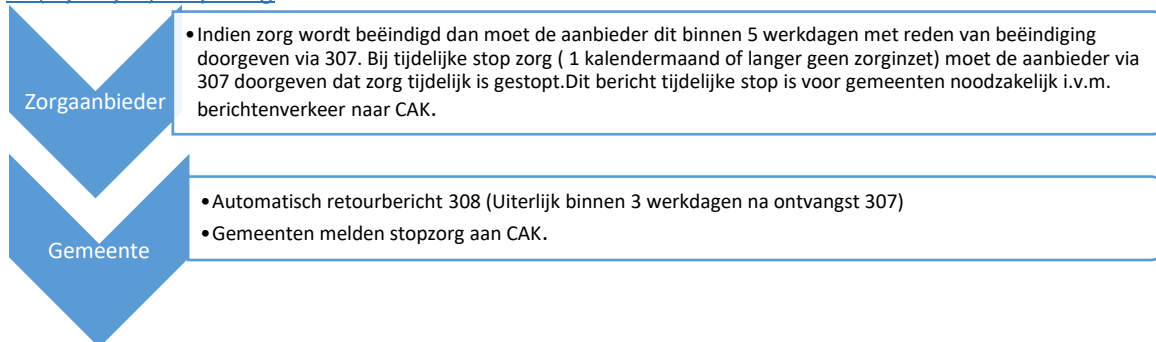 Zorgaanbieder
•Indien zorg wordt beëindigd dan moet de aanbieder dit binnen 5 werkdagen met reden van beëindiging
doorgeven via 307. Bij tijdelijke stop zorg ( 1 kalendermaand of langer geen zorginzet) moet de aanbieder via
307 doorgeven dat zorg tijdelijk is gestopt.Dit bericht tijdelijke stop is voor gemeenten noodzakelijk i.v.m.
berichtenverkeer naar CAK.
Gemeente
•Automatisch retourbericht 308 (Uiterlijk binnen 3 werkdagen na ontvangst 307)
•Gemeenten melden stopzorg aan CAK.